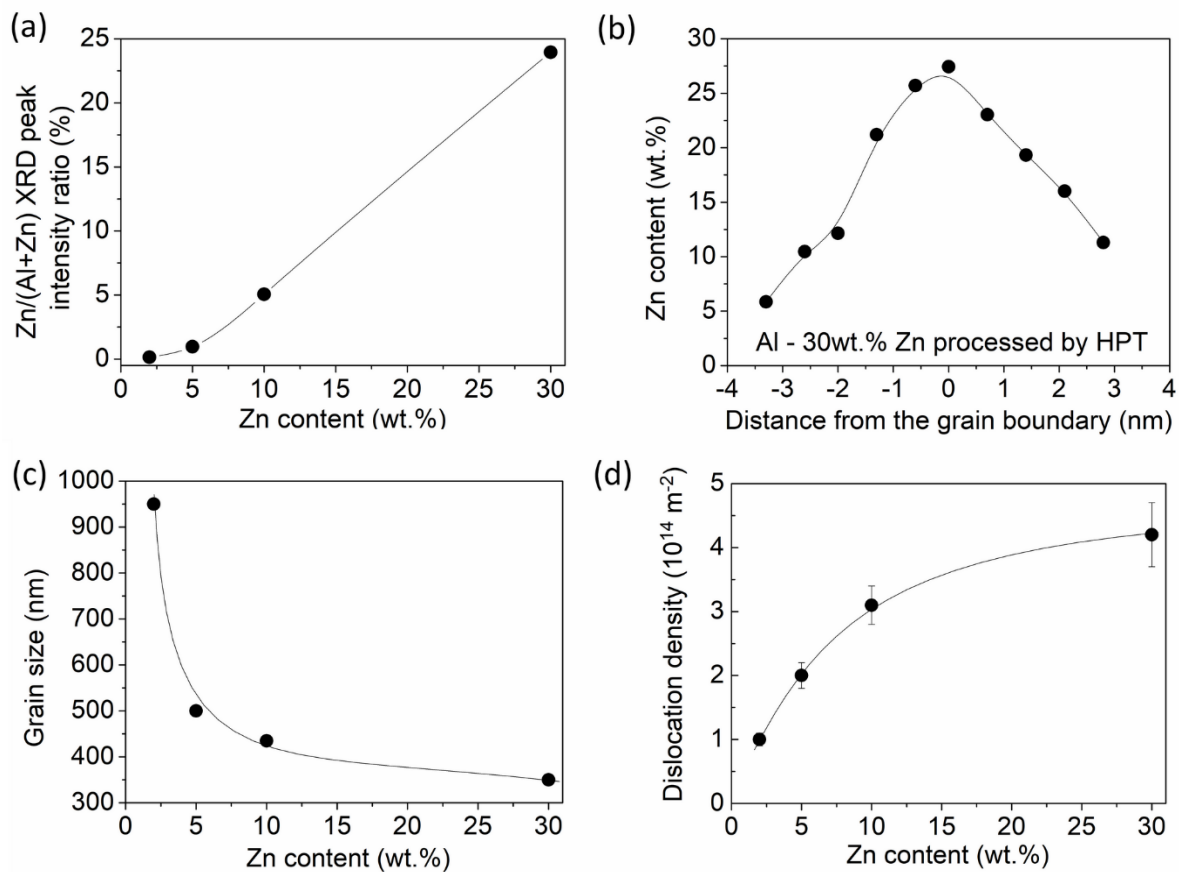 (a)
25
20
15
10
5
0
Zn/(Al+Zn) XRD peak
intensity ratio (%)
0 5 10 15 20 25 30
Zn content (wt.%)
(b)
30
25
20
15
10
5
0
Zn content (wt.%)
Al - 30wt.% Zn processed by HPT
-4 -3 -2 -1 0 1 2 3 4
Distance from the grain boundary (nm)
(c)
1000
900
800
700
600
500
400
300
Grain size (nm)
0 5 10 15 20 25 30
Zn content (wt.%)
(d)
5
4
3
2
1
0
Dislocation density (10¹⁴ m⁻²)
0 5 10 15 20 25 30
Zn content (wt.%)